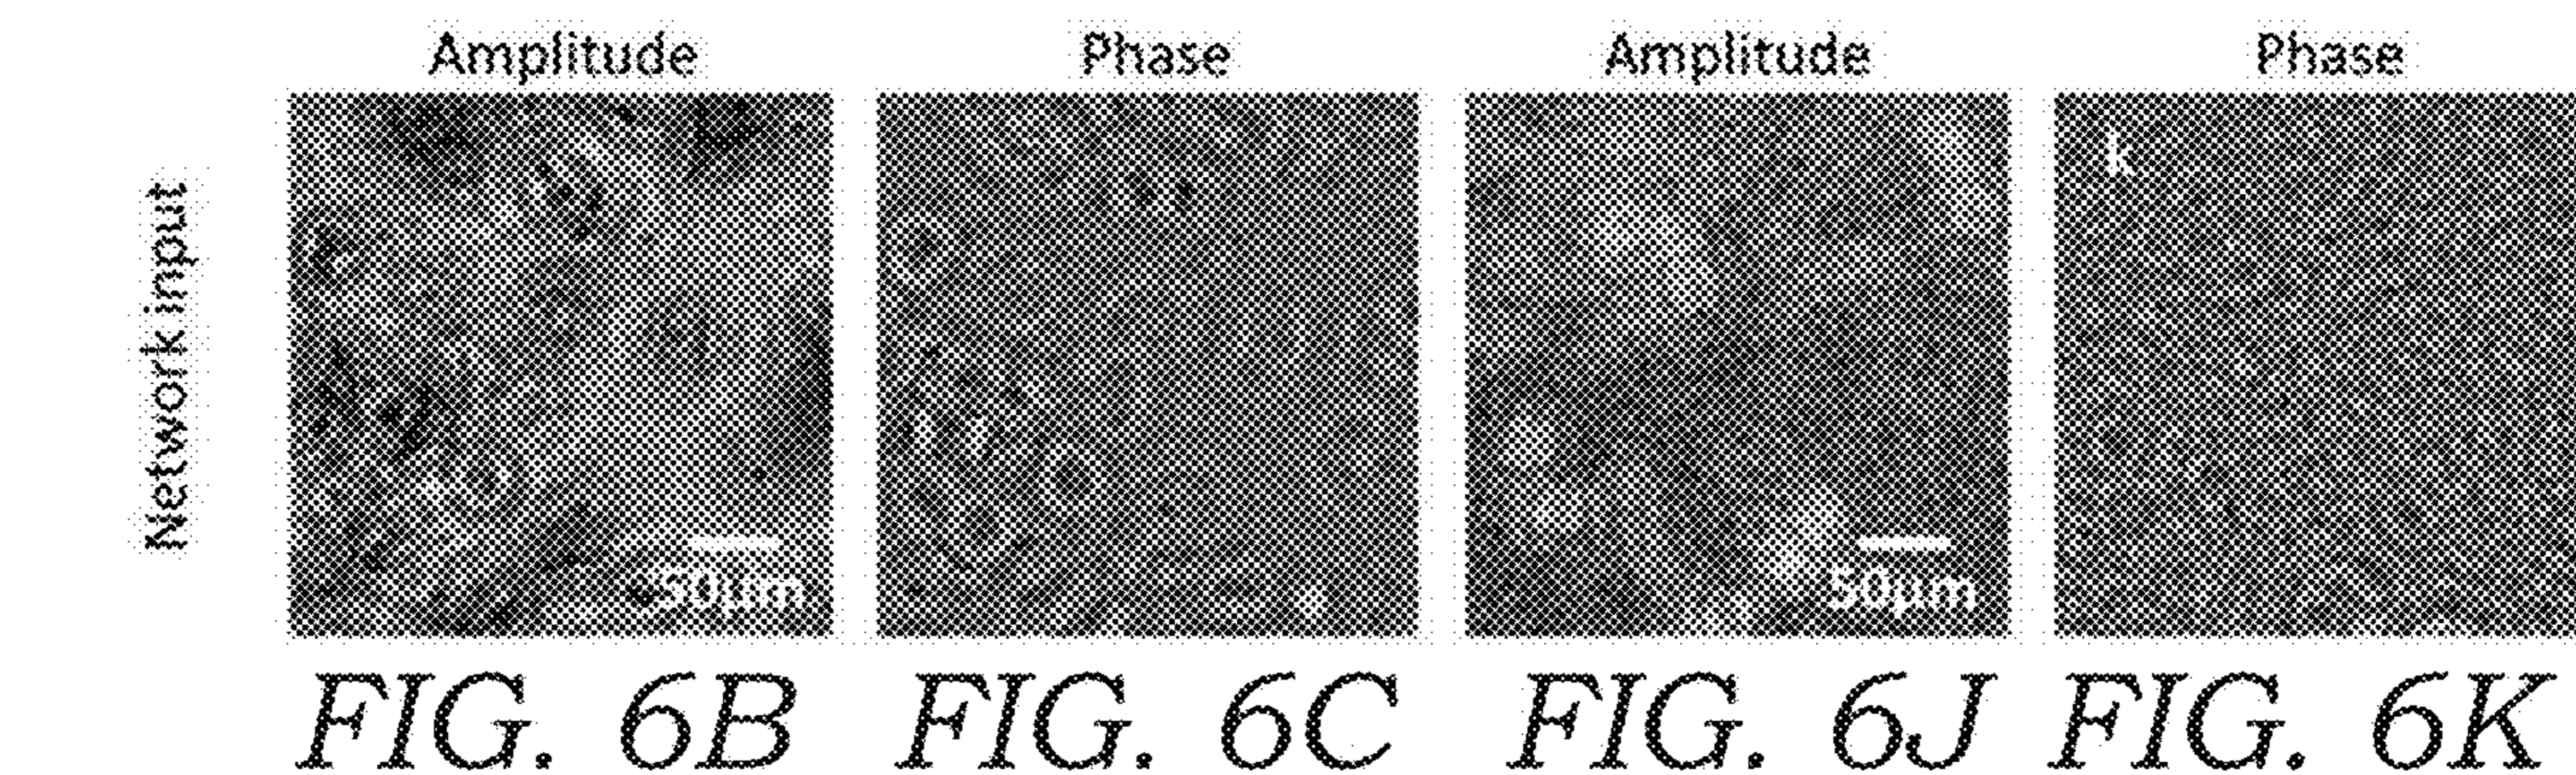 Amplitude Phase Amplitude Phase
Network input
k
50μm 50μm
FIG. 6B FIG. 6C FIG. 6J FIG. 6K